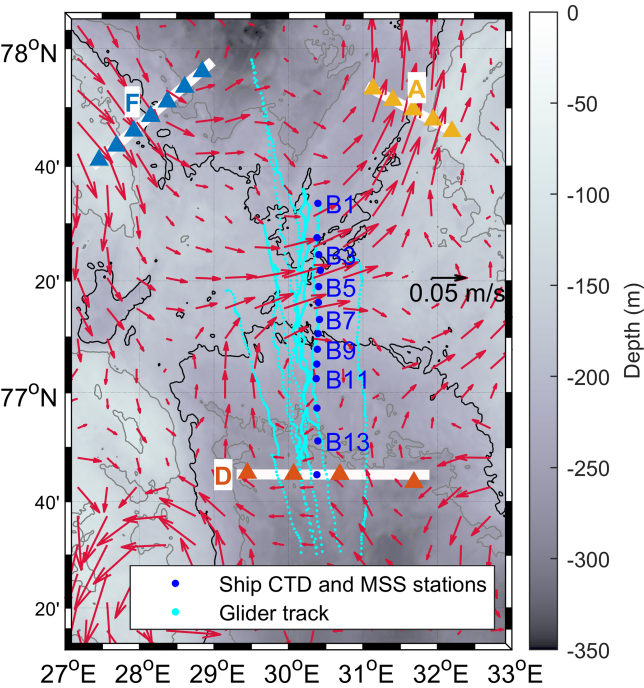 78°N
40'
20'
77°N
40'
20'
27°E
28°E
29°E
30°E
31°E
32°E
33°E
F
A
B1
B3
B5
B7
B9
B11
B13
D
0.05 m/s
Ship CTD and MSS stations
Glider track
0
-50
-100
-150
-200
-250
-300
-350
Depth (m)